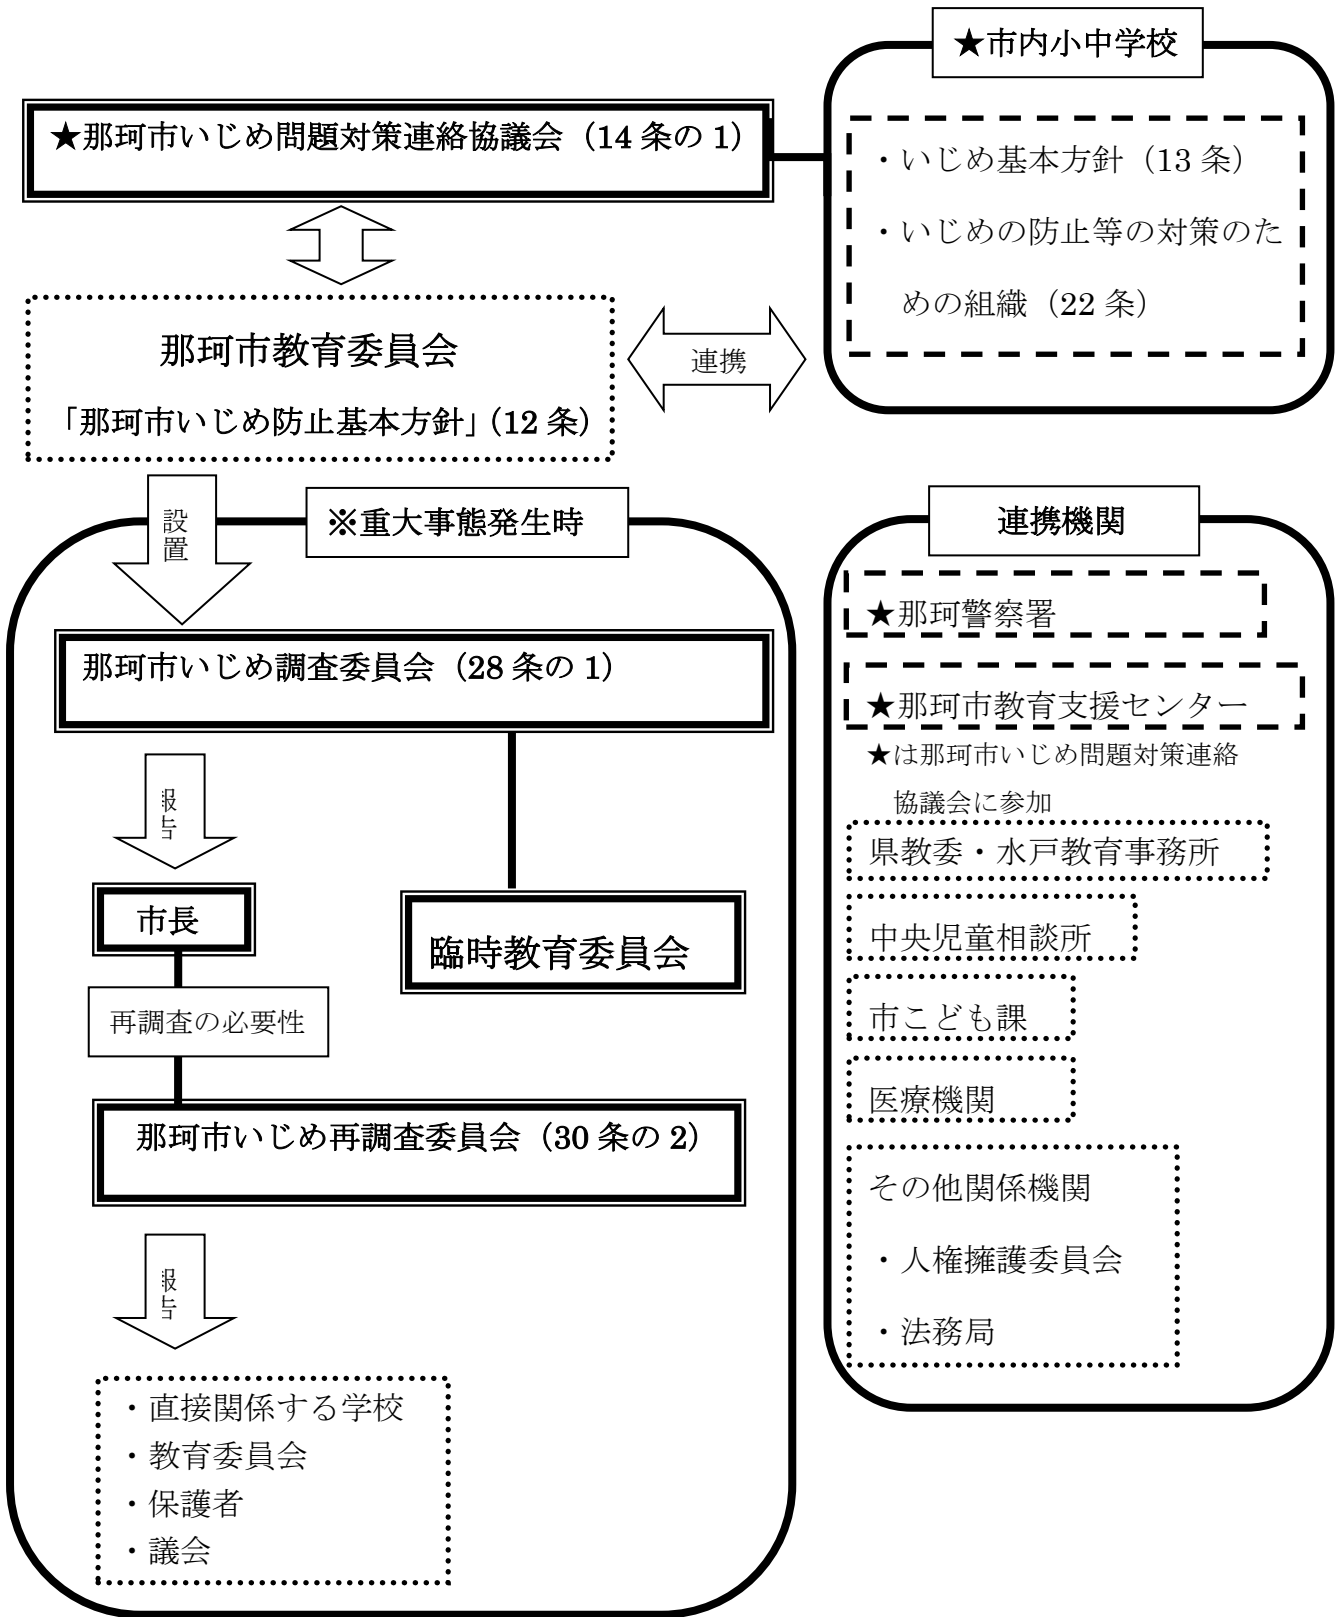 ★市内小中学校
★那珂市いじめ問題対策連絡協議会（14 条の 1）
・いじめ基本方針（13 条）
・いじめの防止等の対策のた
めの組織（22 条）
那珂市教育委員会
「那珂市いじめ防止基本方針」（12 条）
連携
設置
※重大事態発生時
那珂市いじめ調査委員会（28 条の 1）
報告
市長
臨時教育委員会
再調査の必要性
那珂市いじめ再調査委員会（30 条の 2）
報告
・直接関係する学校
・教育委員会
・保護者
・議会
連携機関
★那珂警察署
★那珂市教育支援センター
★は那珂市いじめ問題対策連絡
協議会に参加
県教委・水戸教育事務所
中央児童相談所
市こども課
医療機関
その他関係機関
・人権擁護委員会
・法務局